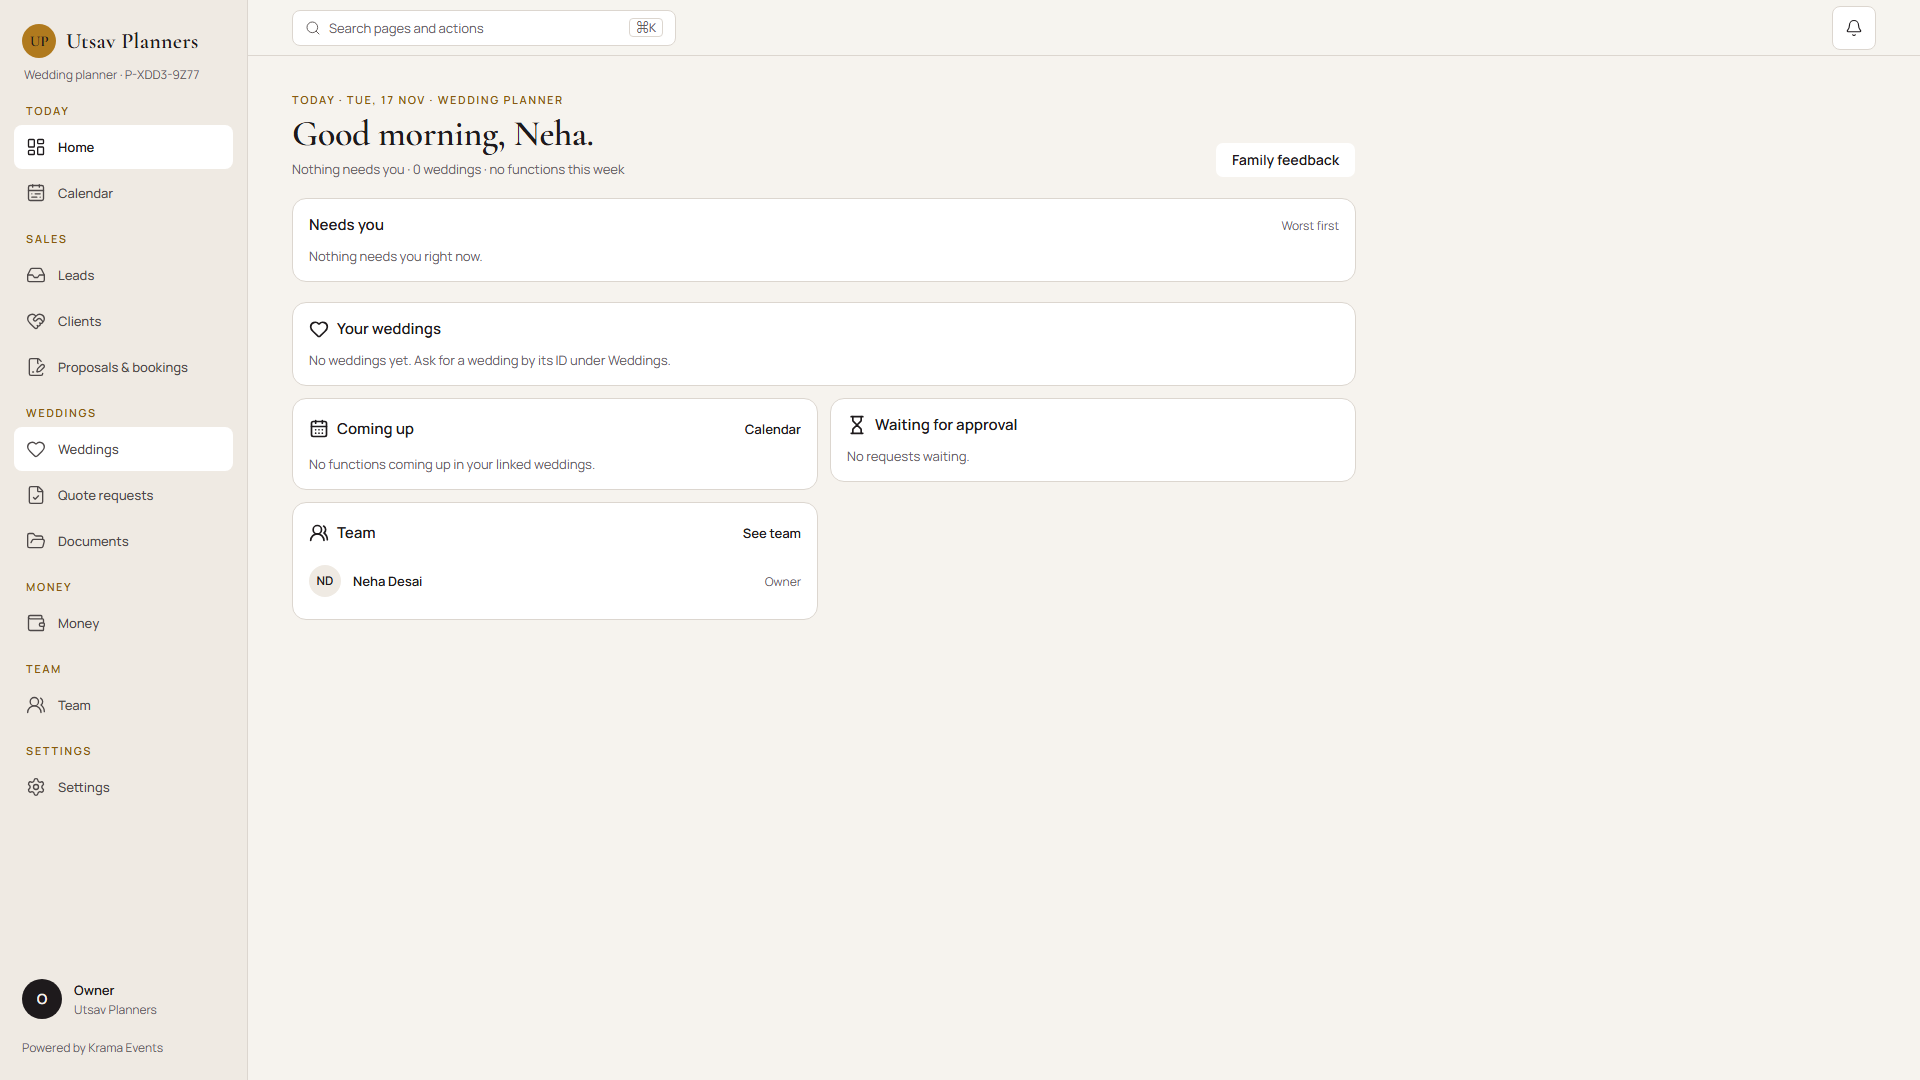 UP Utsav Planners
Wedding planner · P-XDD3-9Z77
TODAY
Home
Calendar
SALES
Leads
Clients
Proposals & bookings
WEDDINGS
Weddings
Quote requests
Documents
MONEY
Money
TEAM
Team
SETTINGS
Settings
O
Owner
Utsav Planners
Powered by Krama Events
Search pages and actions ⌘K
TODAY · TUE, 17 NOV · WEDDING PLANNER
Good morning, Neha.
Nothing needs you · 0 weddings · no functions this week
Family feedback
Needs you Worst first
Nothing needs you right now.
Your weddings
No weddings yet. Ask for a wedding by its ID under Weddings.
Coming up Calendar
No functions coming up in your linked weddings.
Waiting for approval
No requests waiting.
Team See team
ND Neha Desai Owner